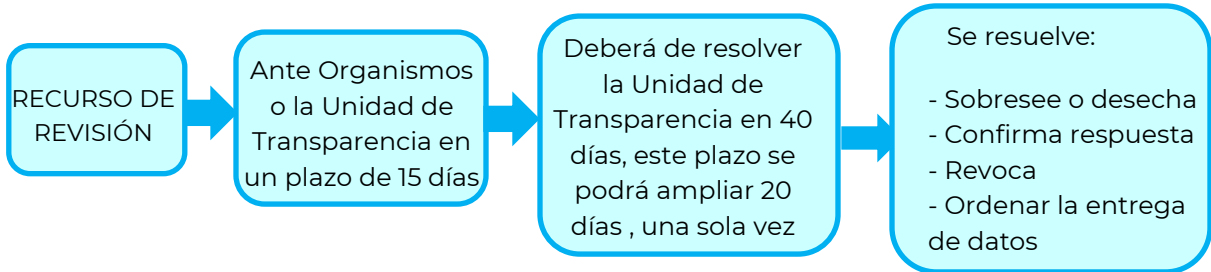 RECURSO DE
REVISIÓN
Ante Organismos
o la Unidad de
Transparencia en
un plazo de 15 días
Deberá de resolver
la Unidad de
Transparencia en 40
días, este plazo se
podrá ampliar 20
días , una sola vez
Se resuelve:
- Sobresee o desecha
- Confirma respuesta
- Revoca
- Ordenar la entrega
de datos